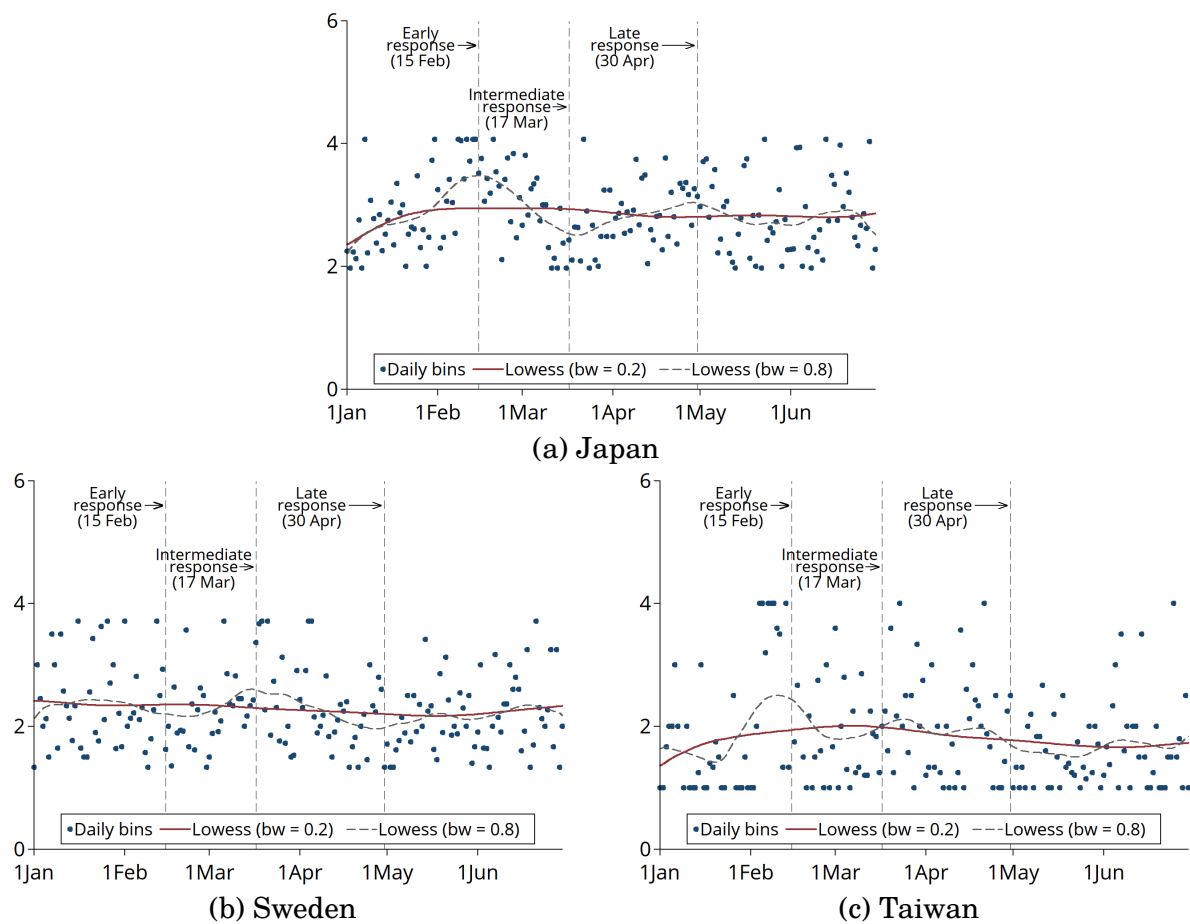 6
Early
response
(15 Feb)
Late
response
(30 Apr)
Intermediate
response
(17 Mar)
4
2
0
Daily bins Lowess (bw = 0.2) Lowess (bw = 0.8)
1Jan 1Feb 1Mar 1Apr 1May 1Jun
(a) Japan
6
Early
response
(15 Feb)
Late
response
(30 Apr)
Intermediate
response
(17 Mar)
4
2
0
Daily bins Lowess (bw = 0.2) Lowess (bw = 0.8)
1Jan 1Feb 1Mar 1Apr 1May 1Jun
(b) Sweden
6
Early
response
(15 Feb)
Late
response
(30 Apr)
Intermediate
response
(17 Mar)
4
2
0
Daily bins Lowess (bw = 0.2) Lowess (bw = 0.8)
1Jan 1Feb 1Mar 1Apr 1May 1Jun
(c) Taiwan